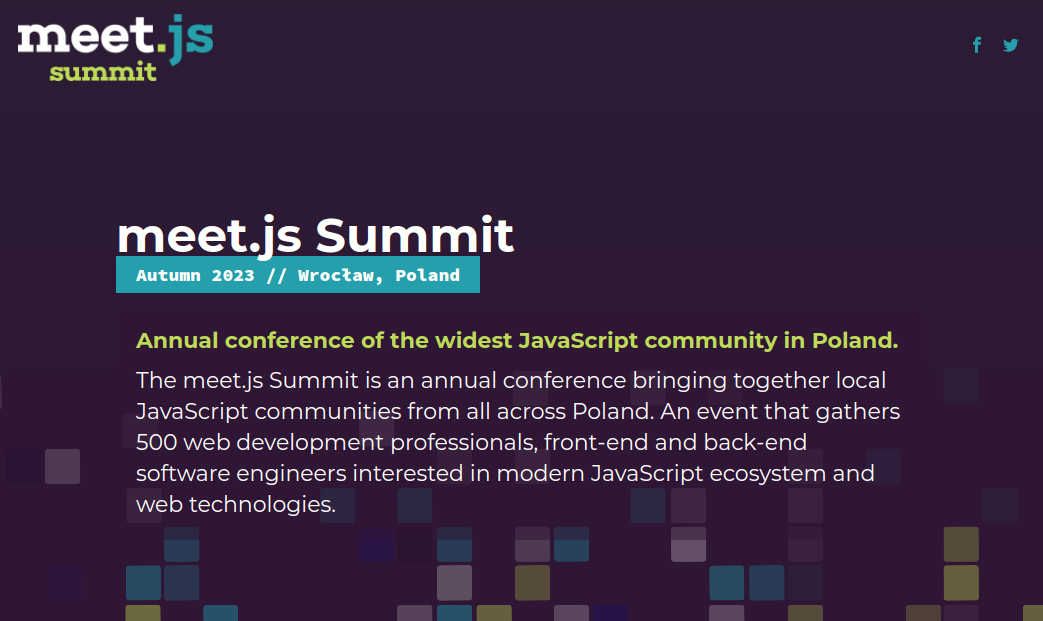 meet.js
summit
meet.js Summit
Autumn 2023 // Wrocław, Poland
Annual conference of the widest JavaScript community in Poland.
The meet.js Summit is an annual conference bringing together local
JavaScript communities from all across Poland. An event that gathers
500 web development professionals, front-end and back-end
software engineers interested in modern JavaScript ecosystem and
web technologies.